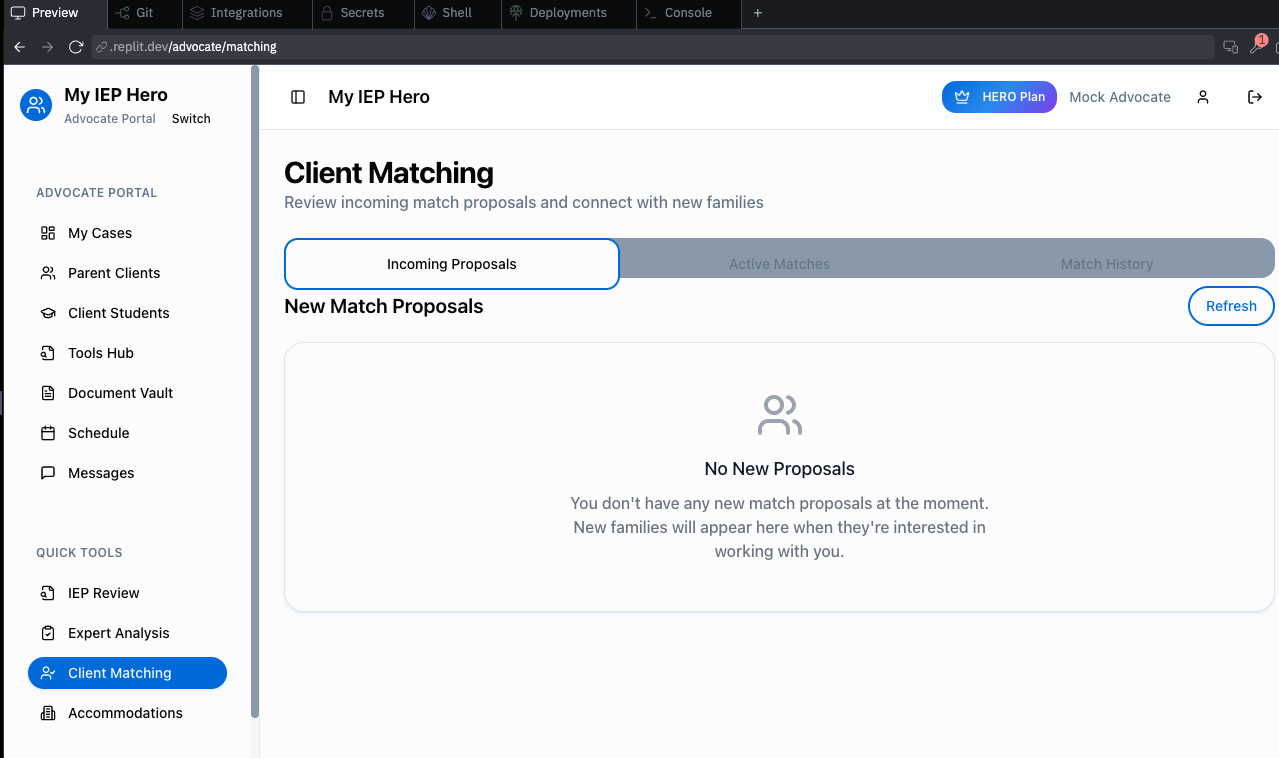 Preview
Git
Integrations
Secrets
Shell
Deployments
Console
+
.replit.dev/advocate/matching
1
My IEP Hero
Advocate Portal Switch
My IEP Hero
HERO Plan
Mock Advocate
ADVOCATE PORTAL
My Cases
Parent Clients
Client Students
Tools Hub
Document Vault
Schedule
Messages
QUICK TOOLS
IEP Review
Expert Analysis
Client Matching
Accommodations
Client Matching
Review incoming match proposals and connect with new families
Incoming Proposals
Active Matches
Match History
New Match Proposals
Refresh
No New Proposals
You don't have any new match proposals at the moment.
New families will appear here when they're interested in
working with you.